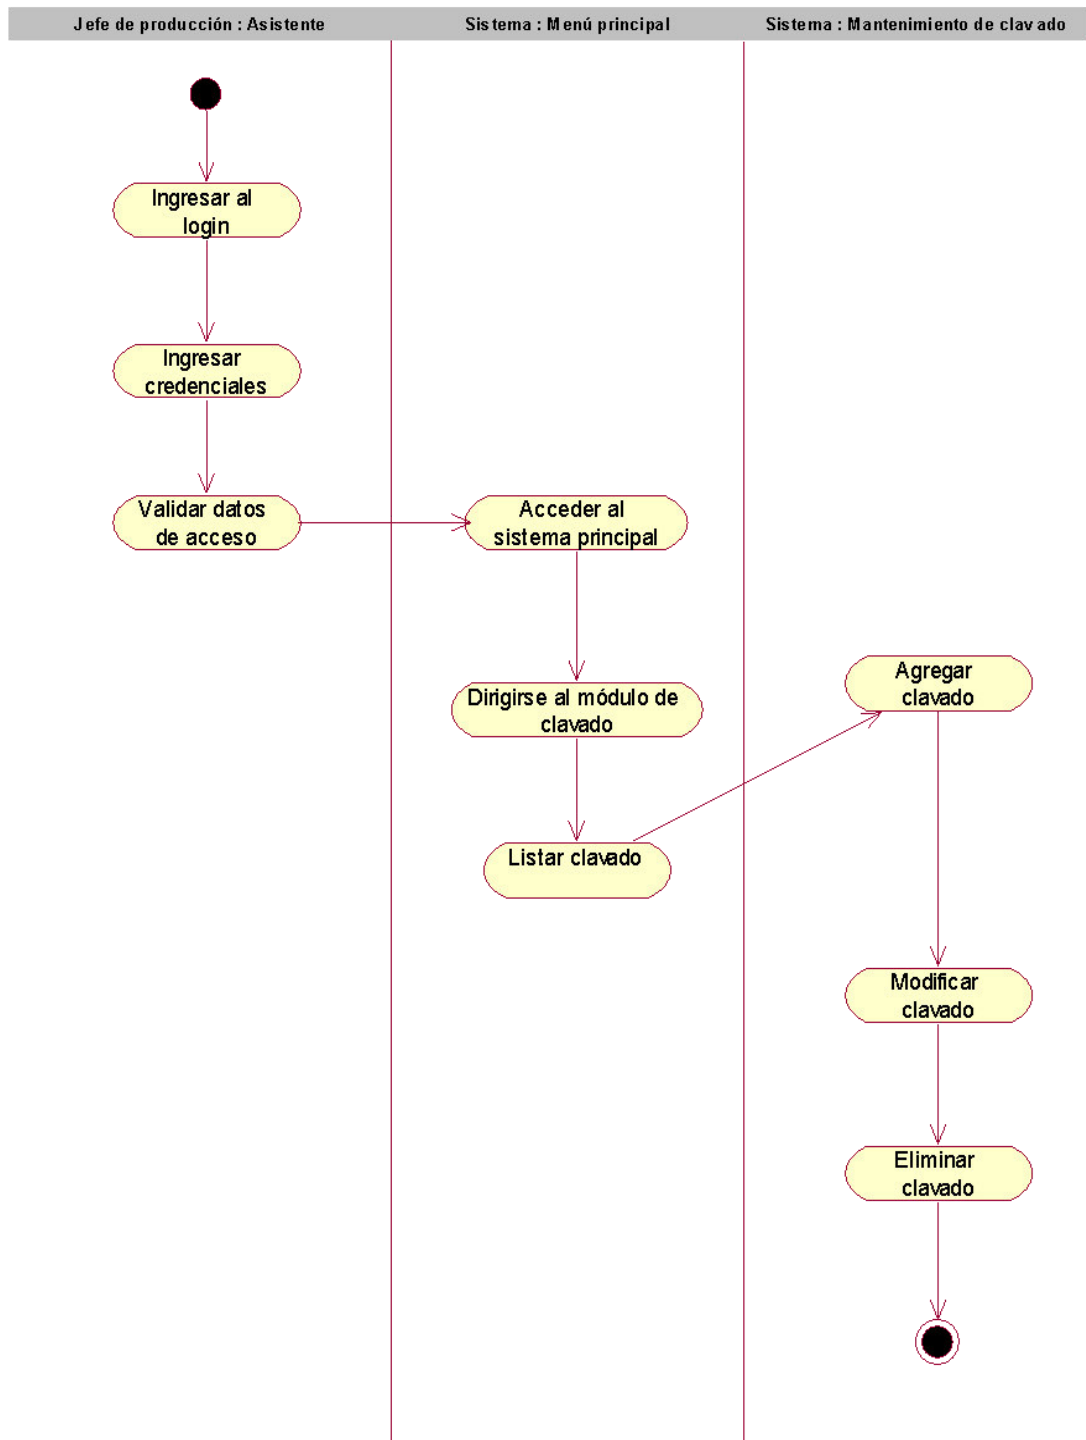 Jefe de producción : Asistente
Sistema : Menú principal
Sistema : Mantenimiento de clavado
Ingresar al
login
Ingresar
credenciales
Validar datos
de acceso
Acceder al
sistema principal
Dirigirse al módulo de
clavado
Listar clavado
Agregar
clavado
Modificar
clavado
Eliminar
clavado